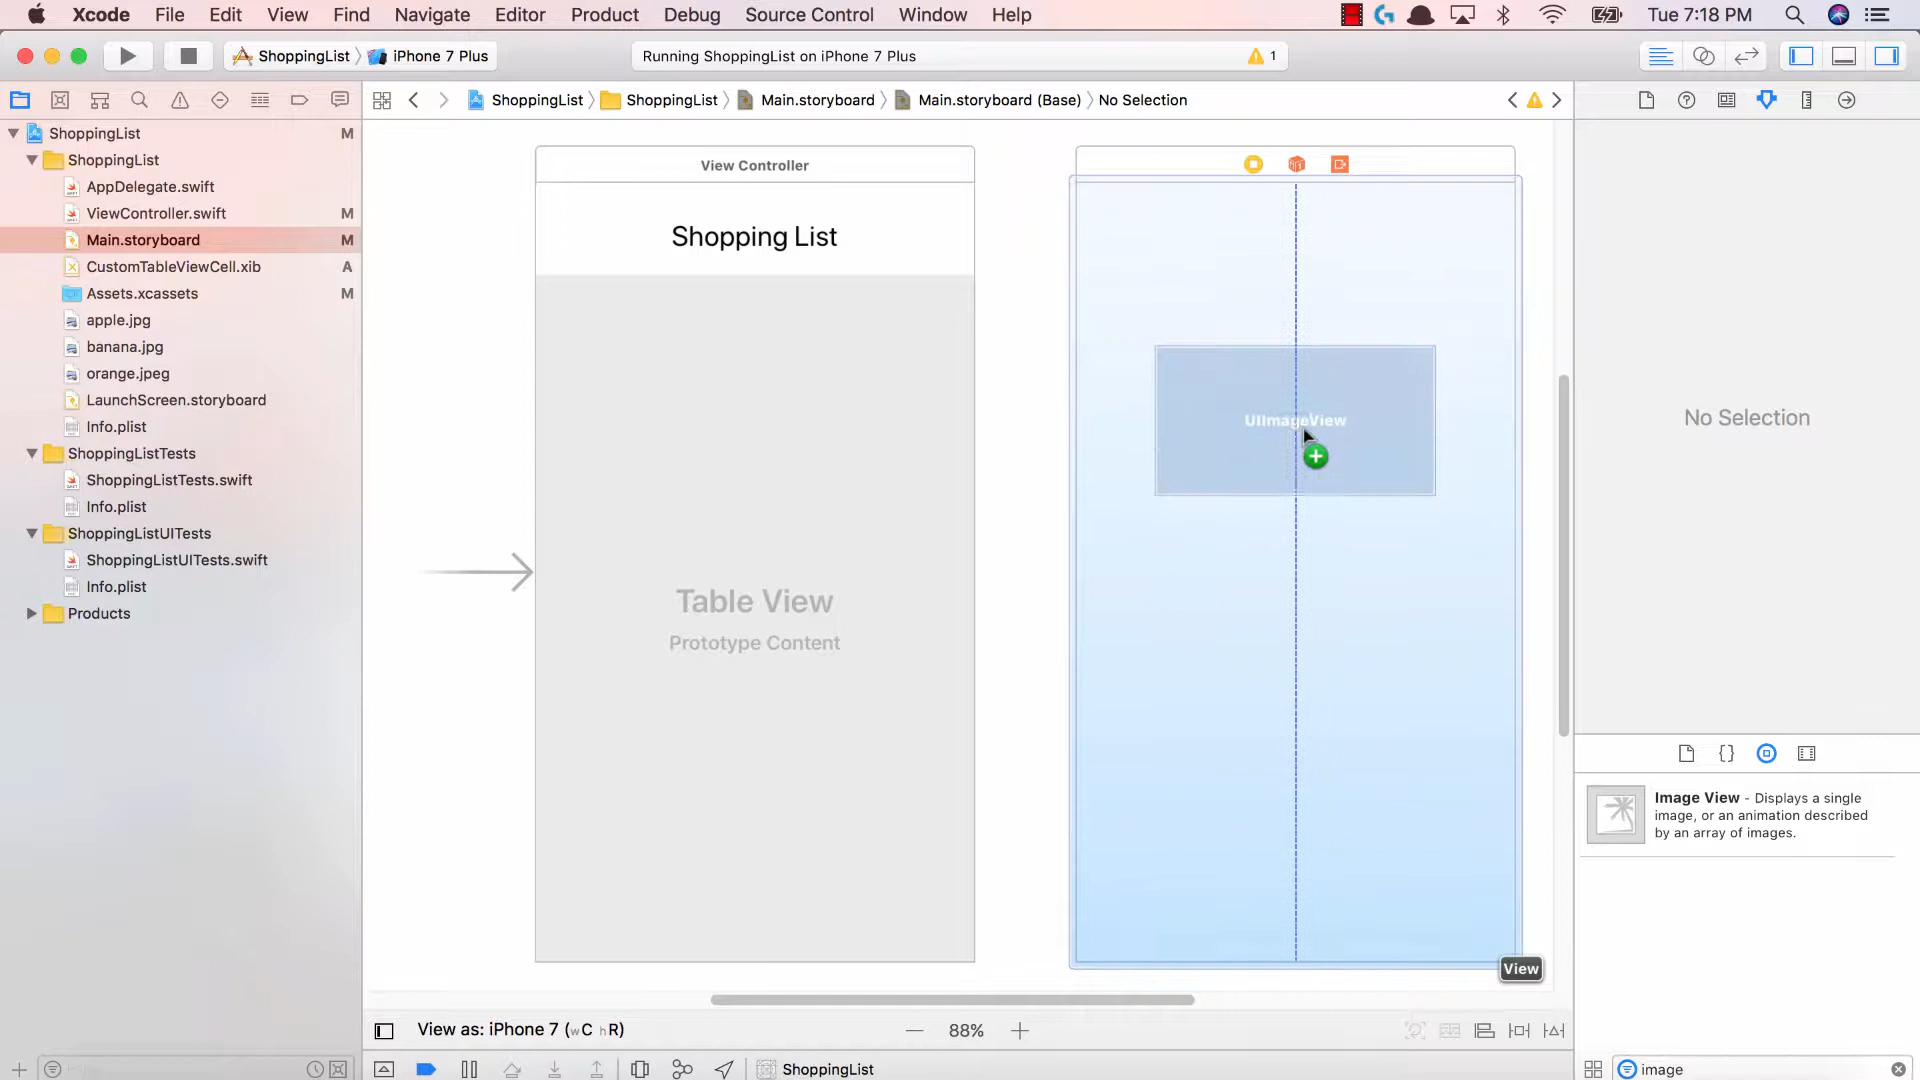 Xcode File Edit View Find Navigate Editor Product Debug Source Control Window Help Tue 7:18 PM
ShoppingList iPhone 7 Plus Running ShoppingList on iPhone 7 Plus 1
ShoppingList ShoppingList Main.storyboard Main.storyboard (Base) No Selection
ShoppingList M
ShoppingList
AppDelegate.swift
ViewController.swift M
Main.storyboard M
CustomTableViewCell.xib A
Assets.xcassets M
apple.jpg
banana.jpg
orange.jpeg
LaunchScreen.storyboard
Info.plist
ShoppingListTests
ShoppingListTests.swift
Info.plist
ShoppingListUITests
ShoppingListUITests.swift
Info.plist
Products
View Controller
Shopping List
Table View
Prototype Content
UIImageView
View
No Selection
Image View - Displays a single
image, or an animation described
by an array of images.
View as: iPhone 7 (wC hR) 88%
ShoppingList
image